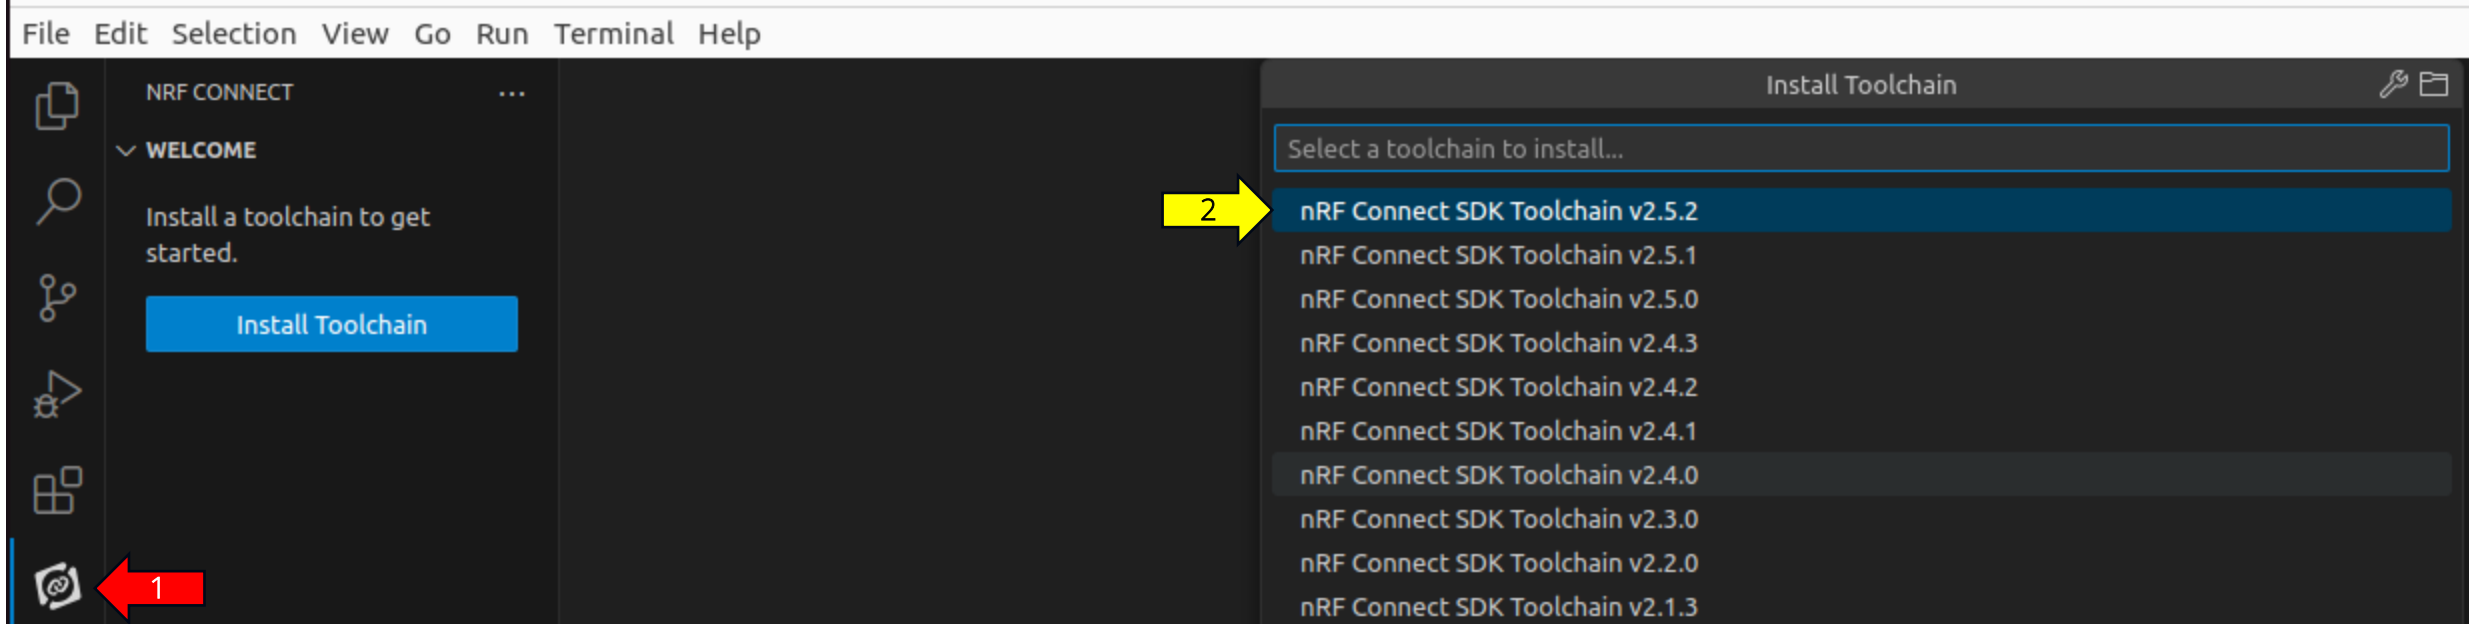 File Edit Selection View Go Run Terminal Help
NRF CONNECT ...
WELCOME
Install a toolchain to get
started.
Install Toolchain
1
Install Toolchain
Select a toolchain to install...
2
nRF Connect SDK Toolchain v2.5.2
nRF Connect SDK Toolchain v2.5.1
nRF Connect SDK Toolchain v2.5.0
nRF Connect SDK Toolchain v2.4.3
nRF Connect SDK Toolchain v2.4.2
nRF Connect SDK Toolchain v2.4.1
nRF Connect SDK Toolchain v2.4.0
nRF Connect SDK Toolchain v2.3.0
nRF Connect SDK Toolchain v2.2.0
nRF Connect SDK Toolchain v2.1.3